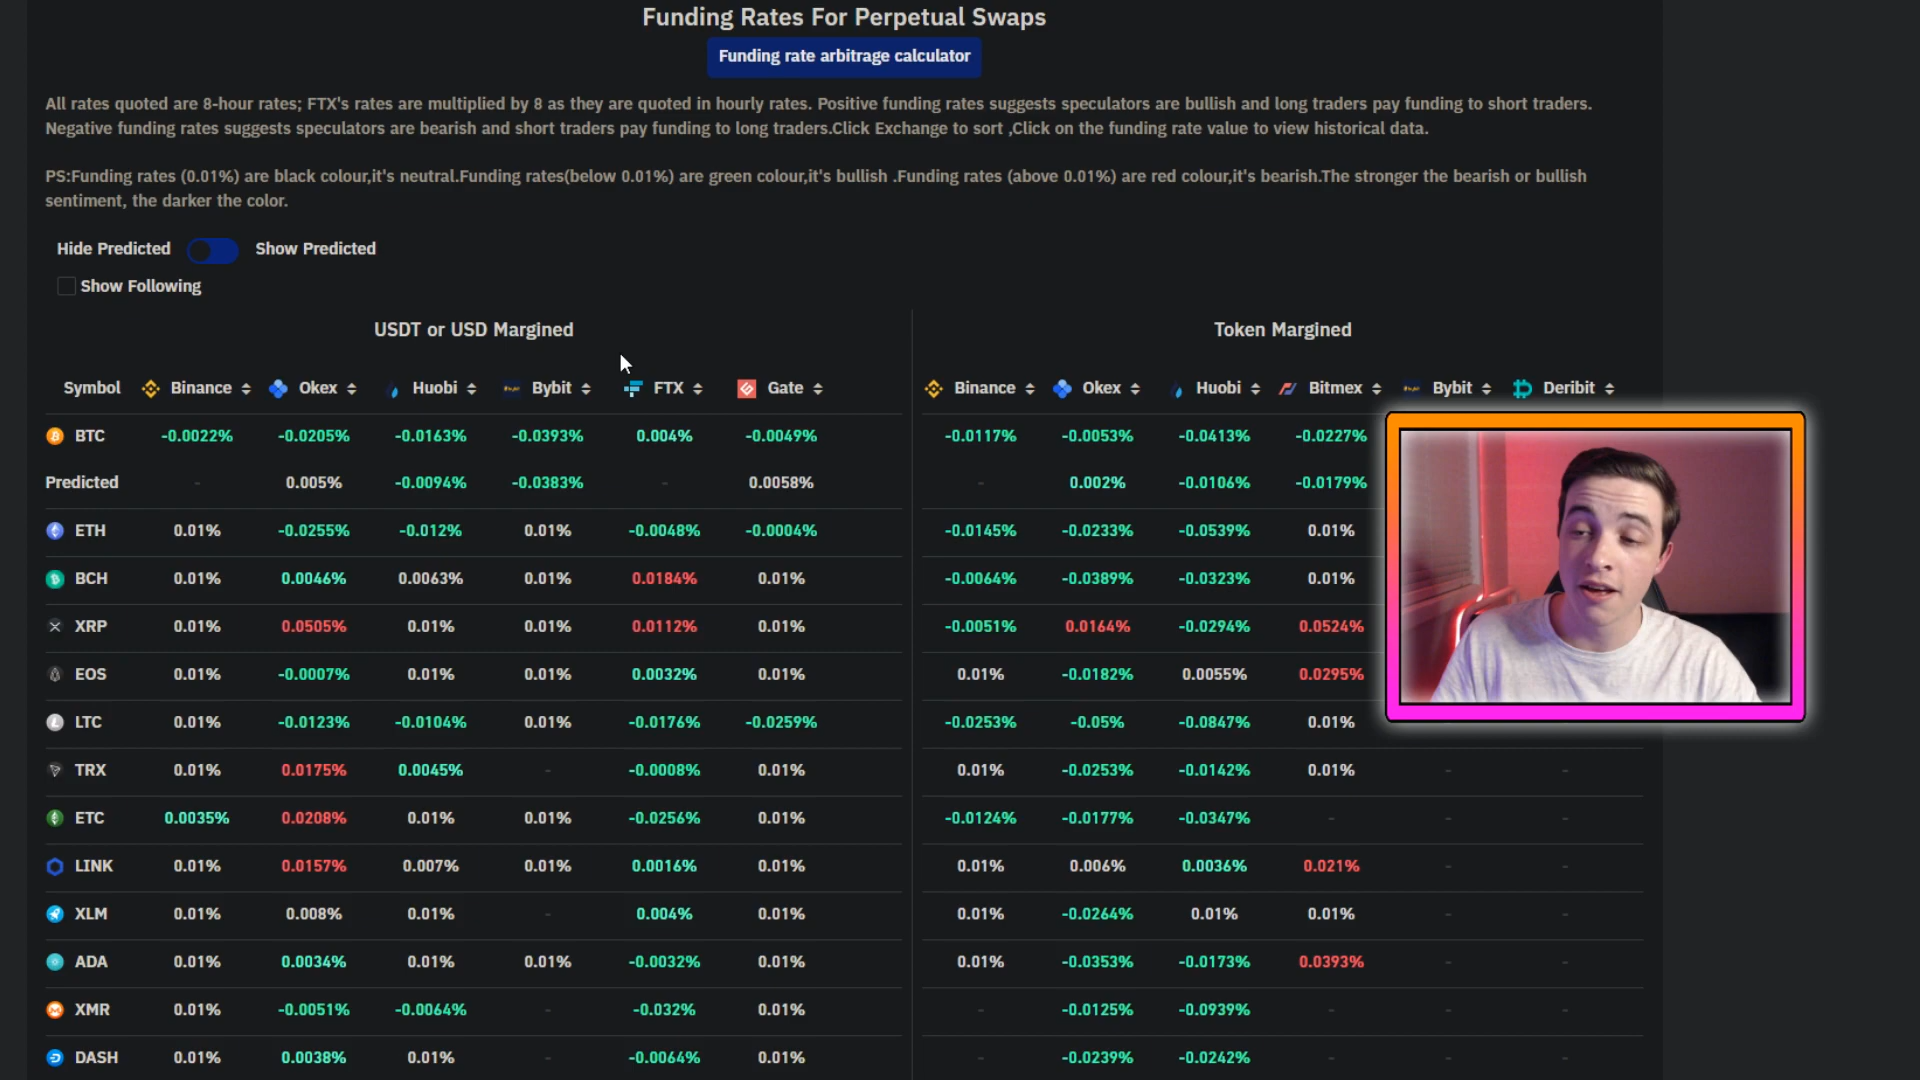 Funding Rates For Perpetual Swaps
Funding rate arbitrage calculator
All rates quoted are 8-hour rates; FTX's rates are multiplied by 8 as they are quoted in hourly rates. Positive funding rates suggests speculators are bullish and long traders pay funding to short traders.
Negative funding rates suggests speculators are bearish and short traders pay funding to long traders.Click Exchange to sort ,Click on the funding rate value to view historical data.
PS:Funding rates (0.01%) are black colour,it's neutral.Funding rates(below 0.01%) are green colour,it's bullish .Funding rates (above 0.01%) are red colour,it's bearish.The stronger the bearish or bullish
sentiment, the darker the color.
Hide Predicted Show Predicted
Show Following
USDT or USD Margined Token Margined
Symbol Binance Okex Huobi Bybit FTX Gate Binance Okex Huobi Bitmex Bybit Deribit
BTC -0.0022% -0.0205% -0.0163% -0.0393% 0.004% -0.0049% -0.0117% -0.0053% -0.0413% -0.0227%
Predicted - 0.005% -0.0094% -0.0383% - 0.0058% - 0.002% -0.0106% -0.0179%
ETH 0.01% -0.0255% -0.012% 0.01% -0.0048% -0.0004% -0.0145% -0.0233% -0.0539% 0.01%
BCH 0.01% 0.0046% 0.0063% 0.01% 0.0184% 0.01% -0.0064% -0.0389% -0.0323% 0.01%
XRP 0.01% 0.0505% 0.01% 0.01% 0.0112% 0.01% -0.0051% 0.0164% -0.0294% 0.0524%
EOS 0.01% -0.0007% 0.01% 0.01% 0.0032% 0.01% 0.01% -0.0182% 0.0055% 0.0295%
LTC 0.01% -0.0123% -0.0104% 0.01% -0.0176% -0.0259% -0.0253% -0.05% -0.0847% 0.01%
TRX 0.01% 0.0175% 0.0045% - -0.0008% 0.01% 0.01% -0.0253% -0.0142% 0.01% - -
ETC 0.0035% 0.0208% 0.01% 0.01% -0.0256% 0.01% -0.0124% -0.0177% -0.0347% - - -
LINK 0.01% 0.0157% 0.007% 0.01% 0.0016% 0.01% 0.01% 0.006% 0.0036% 0.021% - -
XLM 0.01% 0.008% 0.01% - 0.004% 0.01% 0.01% -0.0264% 0.01% 0.01% - -
ADA 0.01% 0.0034% 0.01% 0.01% -0.0032% 0.01% 0.01% -0.0353% -0.0173% 0.0393% - -
XMR 0.01% -0.0051% -0.0064% - -0.032% 0.01% - -0.0125% -0.0939% - - -
DASH 0.01% 0.0038% 0.01% - -0.0064% 0.01% - -0.0239% -0.0242% - - -